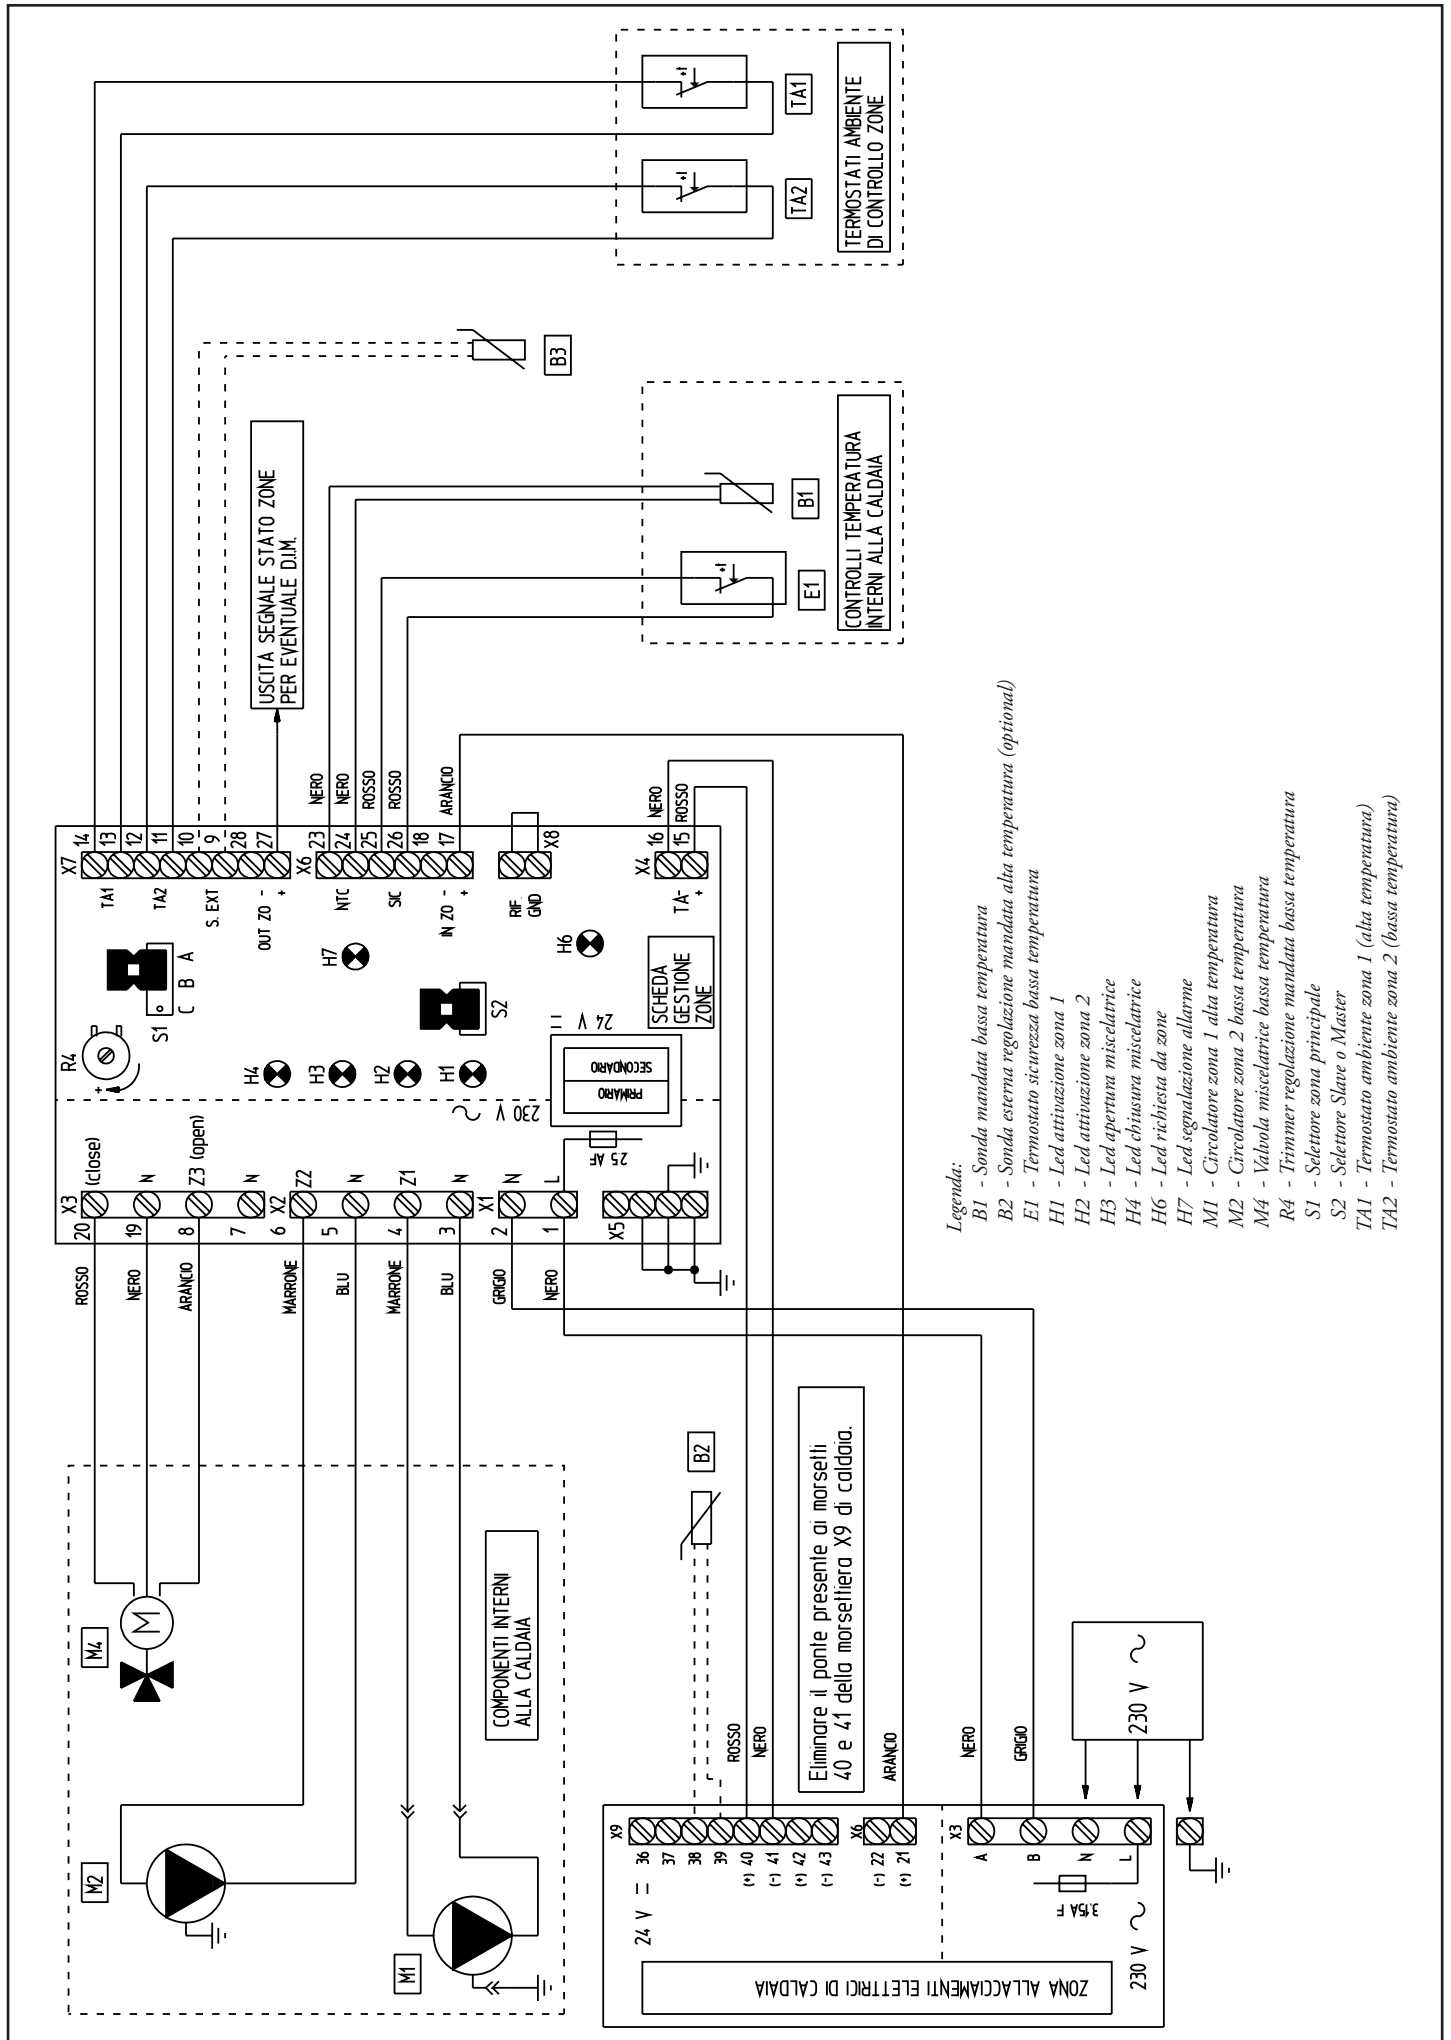 TERMOSTATI AMBIENTE
DI CONTROLLO ZONE
TA1
TA2
B3
USCITA SEGNALE STATO ZONE
PER EVENTUALE D.I.M.
CONTROLLI TEMPERATURA
INTERNI ALLA CALDAIA
B1
E1
NERO
NERO
ROSSO
ROSSO
ARANCIO
NERO
ROSSO
X7
14
13
12
11
10
9
28
27
TA1
TA2
S. EXT
OUT ZO -
+
X6
23
24
25
26
18
17
NTC
SIC
IN ZO -
+
X8
RIF
GND
X4
16
15
TA-
+
S1
C B A
R4
+
H7
H6
S2
H4
H3
H2
H1
SCHEDA
GESTIONE
ZONE
24 V
PRIMARIO
SECONDARIO
230 V
2.5 AF
X3
(close)
N
Z3 (open)
N
20
19
8
7
X2
Z2
N
Z1
N
6
5
4
3
X1
N
L
2
1
X5
ROSSO
NERO
ARANCIO
MARRONE
BLU
MARRONE
BLU
GRIGIO
NERO
M4
M
M2
M1
COMPONENTI INTERNI
ALLA CALDAIA
B2
Eliminare il ponte presente ai morsetti
40 e 41 della morsettiera X9 di caldaia.
ROSSO
NERO
ARANCIO
NERO
GRIGIO
X9
36
37
38
39
(+) 40
(-) 41
(+) 42
(-) 43
X6
(-) 22
(+) 21
X3
A
B
N
L
24 V
3.15A F
230 V
230 V
ZONA ALLACCIAMENTI ELETTRICI DI CALDAIA
Legenda:
B1 - Sonda mandata bassa temperatura
B2 - Sonda esterna regolazione mandata alta temperatura (optional)
E1 - Termostato sicurezza bassa temperatura
H1 - Led attivazione zona 1
H2 - Led attivazione zona 2
H3 - Led apertura miscelatrice
H4 - Led chiusura miscelatrice
H6 - Led richiesta da zone
H7 - Led segnalazione allarme
M1 - Circolatore zona 1 alta temperatura
M2 - Circolatore zona 2 bassa temperatura
M4 - Valvola miscelatrice bassa temperatura
R4 - Trimmer regolazione mandata bassa temperatura
S1 - Selettore zona principale
S2 - Selettore Slave o Master
TA1 - Termostato ambiente zona 1 (alta temperatura)
TA2 - Termostato ambiente zona 2 (bassa temperatura)